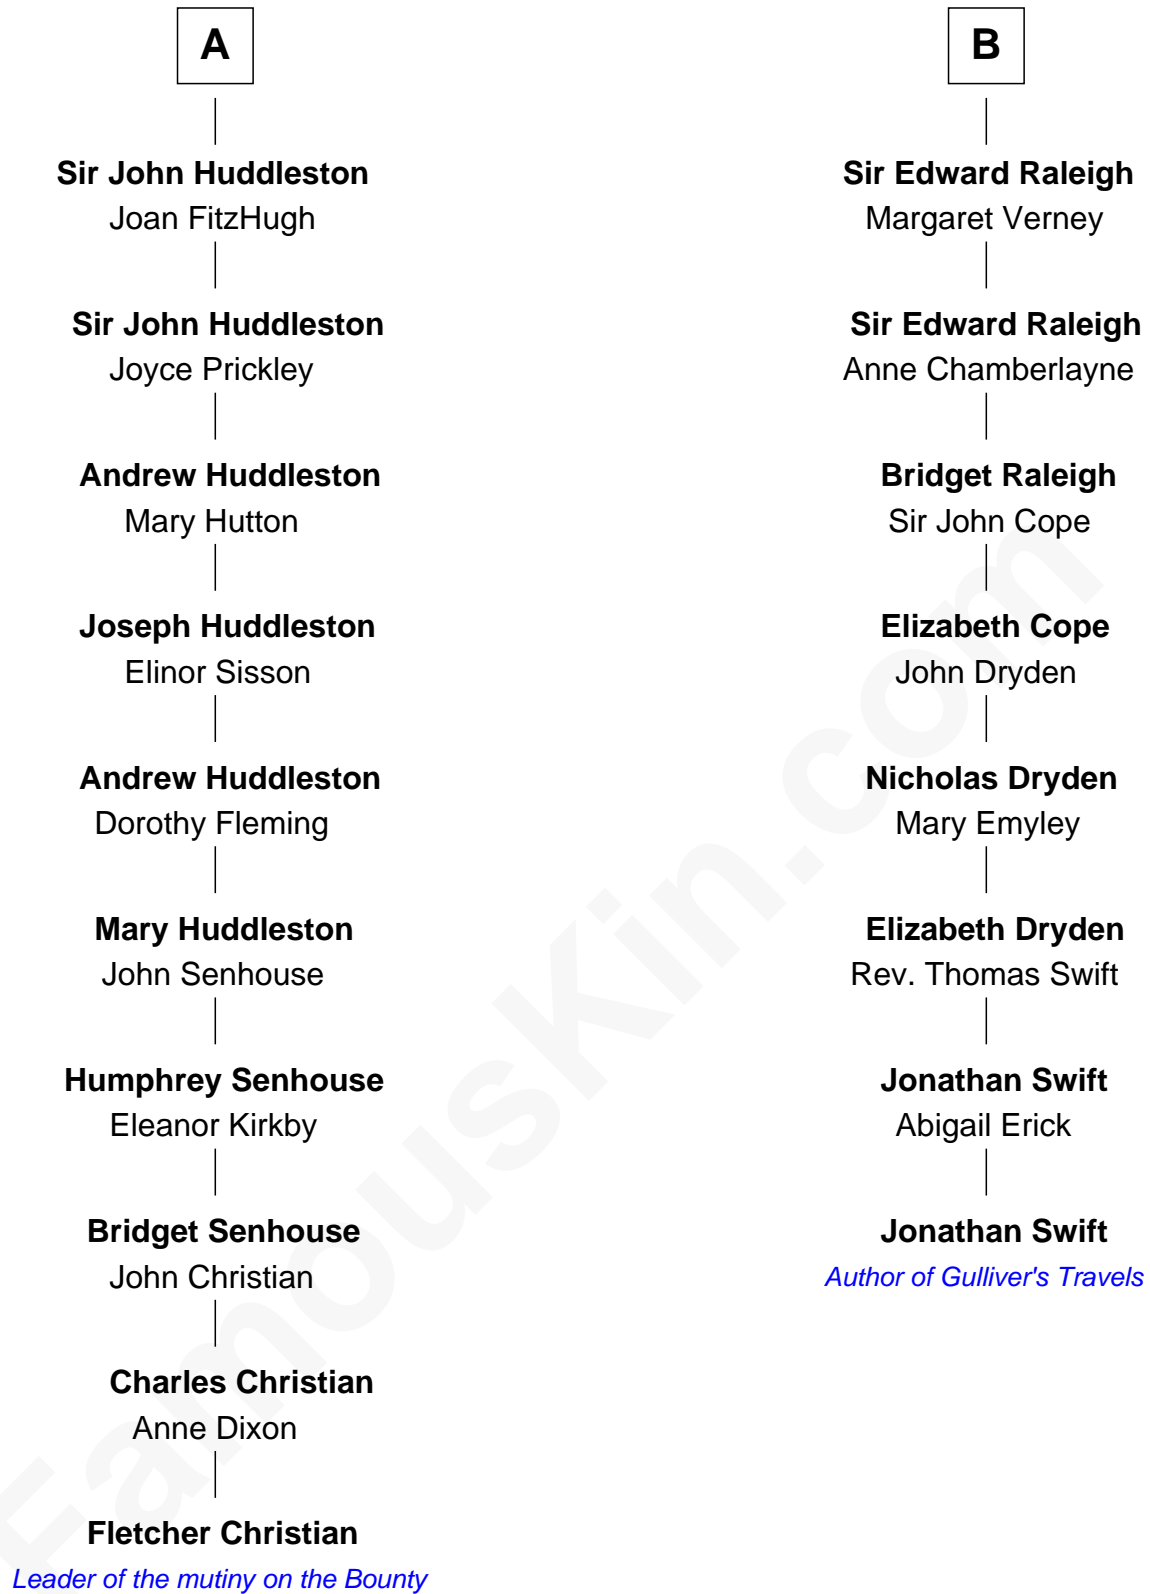 A
Sir John Huddleston
Joan FitzHugh
Sir John Huddleston
Joyce Prickley
Andrew Huddleston
Mary Hutton
Joseph Huddleston
Elinor Sisson
Andrew Huddleston
Dorothy Fleming
Mary Huddleston
John Senhouse
Humphrey Senhouse
Eleanor Kirkby
Bridget Senhouse
John Christian
Charles Christian
Anne Dixon
Fletcher Christian
Leader of the mutiny on the Bounty
B
Sir Edward Raleigh
Margaret Verney
Sir Edward Raleigh
Anne Chamberlayne
Bridget Raleigh
Sir John Cope
Elizabeth Cope
John Dryden
Nicholas Dryden
Mary Emyley
Elizabeth Dryden
Rev. Thomas Swift
Jonathan Swift
Abigail Erick
Jonathan Swift
Author of Gulliver's Travels
FamousKin.com